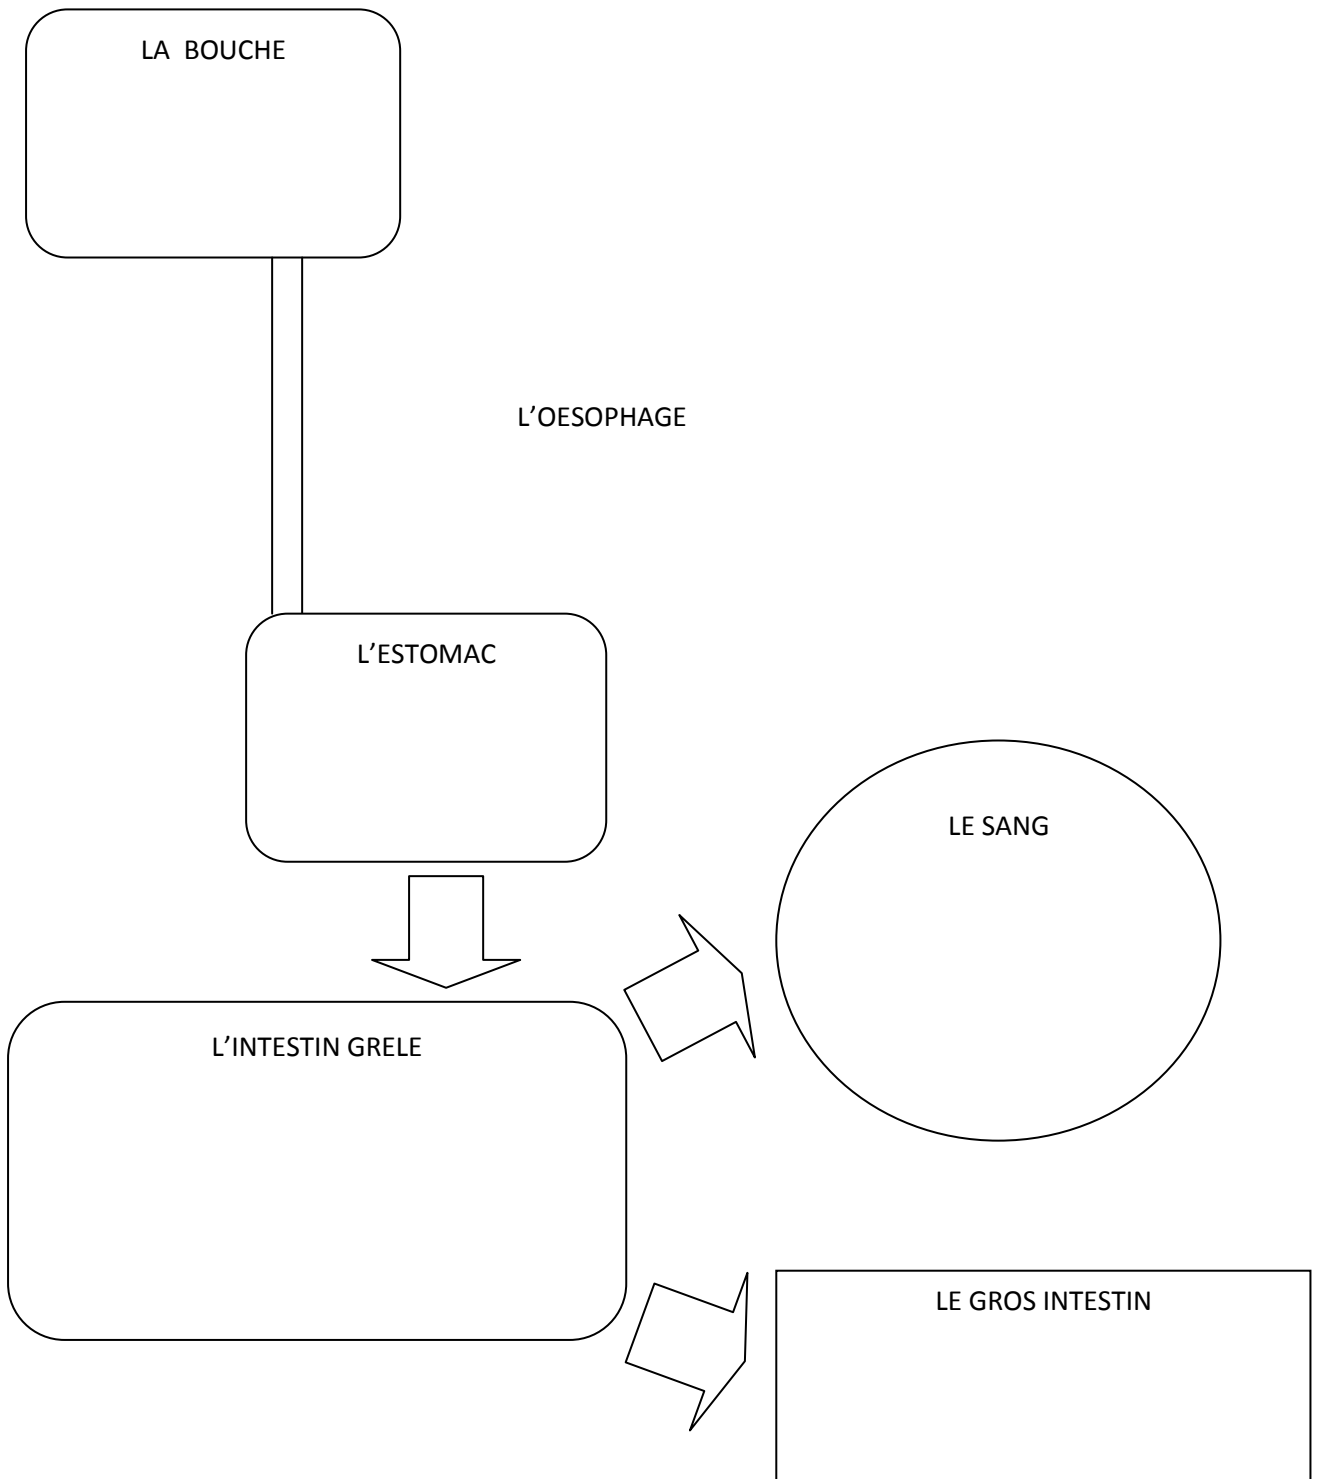 LA  BOUCHE
L’OESOPHAGE
L’ESTOMAC
LE SANG
L’INTESTIN GRELE
LE GROS INTESTIN